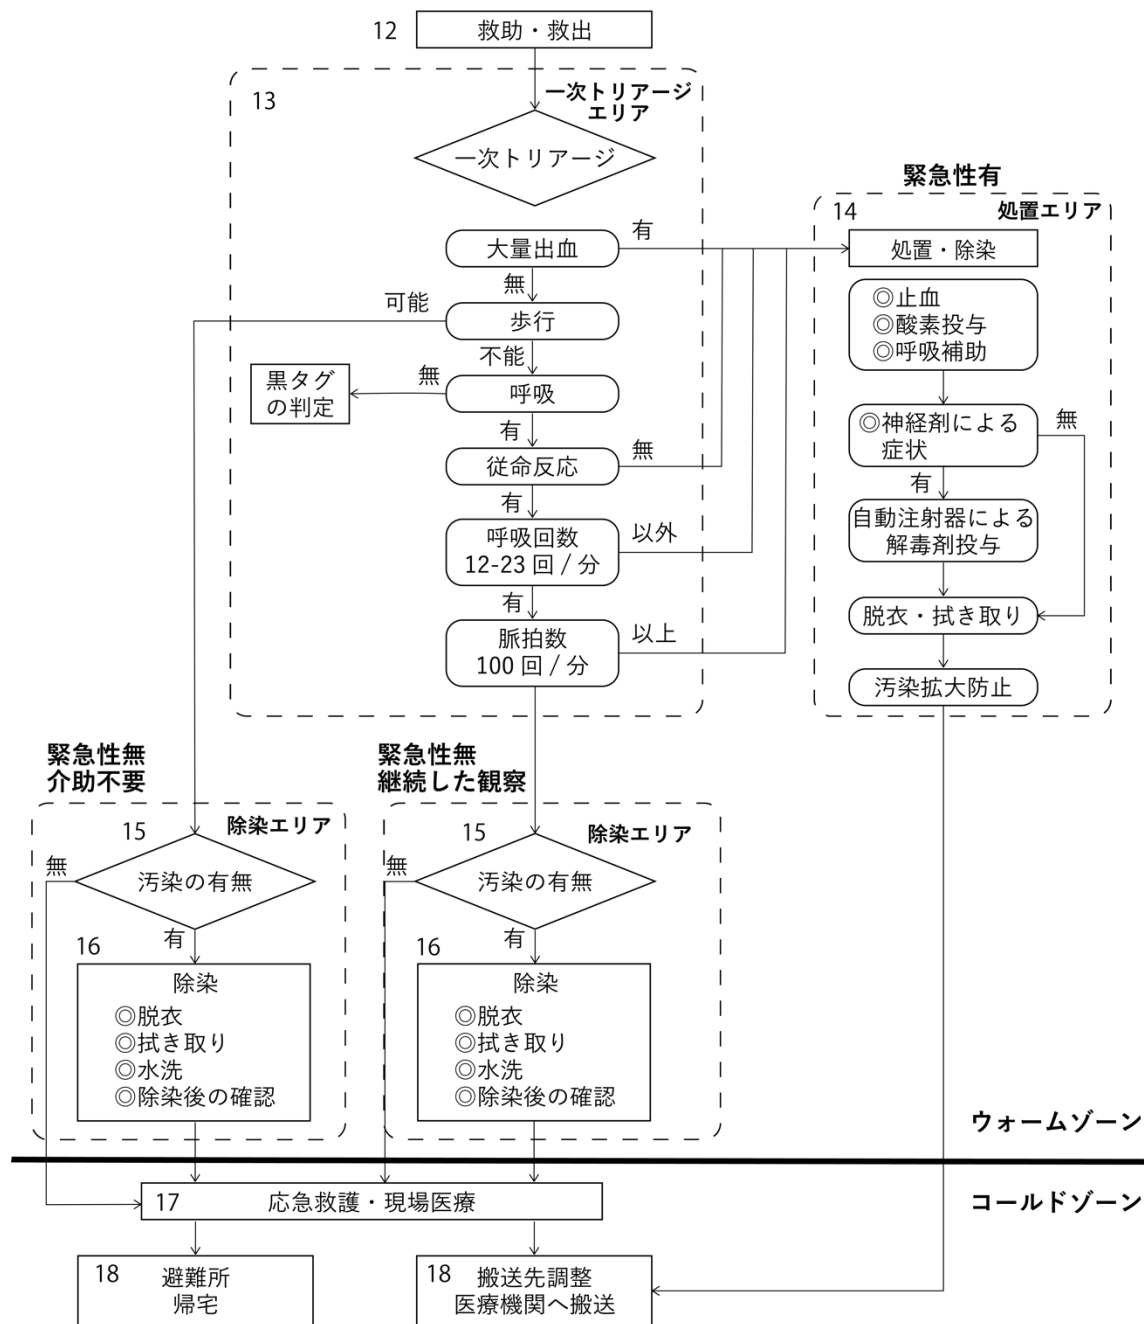 12
救助・救出
13
一次トリアージ
エリア
一次トリアージ
緊急性有
14
処置エリア
大量出血
有
処置・除染
無
可能
歩行
◎止血
◎酸素投与
◎呼吸補助
不能
黒タグ
の判定
無
呼吸
有
従命反応
無
◎神経剤による
症状
無
有
有
呼吸回数
12-23 回 / 分
以外
自動注射器による
解毒剤投与
有
脈拍数
100 回 / 分
以上
脱衣・拭き取り
汚染拡大防止
緊急性無
介助不要
緊急性無
継続した観察
15
除染エリア
無
汚染の有無
有
16
除染
◎脱衣
◎拭き取り
◎水洗
◎除染後の確認
15
除染エリア
無
汚染の有無
有
16
除染
◎脱衣
◎拭き取り
◎水洗
◎除染後の確認
ウォームゾーン
コールドゾーン
17
応急救護・現場医療
18
避難所
帰宅
18
搬送先調整
医療機関へ搬送